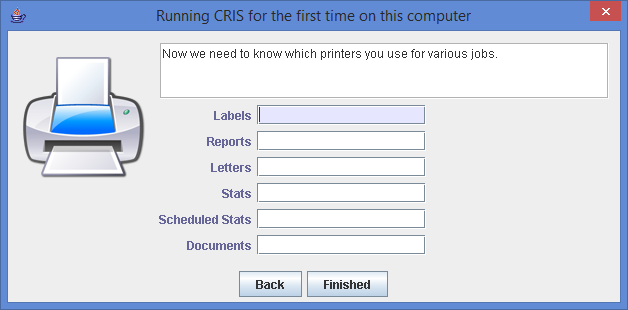 Running CRIS for the first time on this computer
Now we need to know which printers you use for various jobs.
Labels
Reports
Letters
Stats
Scheduled Stats
Documents
Back Finished